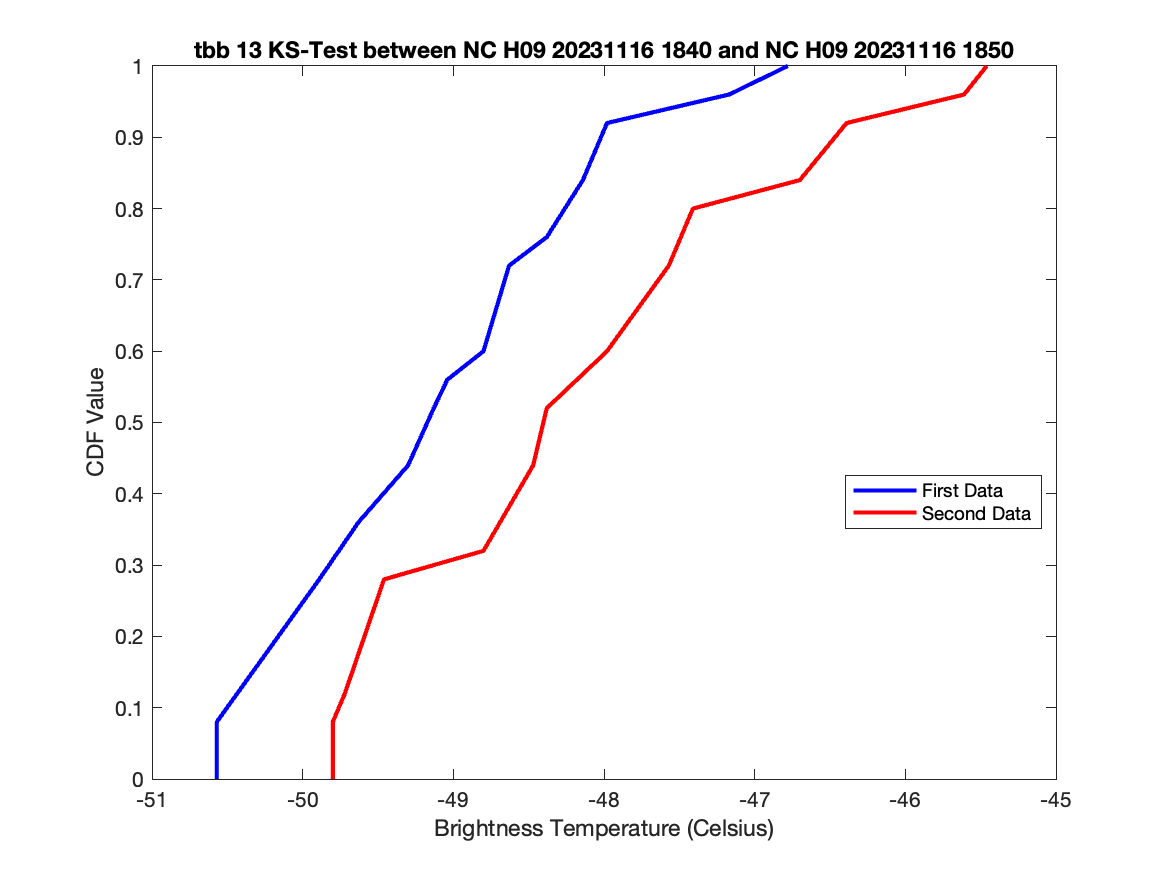 tbb 13 KS-Test between NC H09 20231116 1840 and NC H09 20231116 1850
1
0.9
0.8
0.7
0.6
0.5
0.4
0.3
0.2
0.1
0
CDF Value
First Data
Second Data
-51 -50 -49 -48 -47 -46 -45
Brightness Temperature (Celsius)